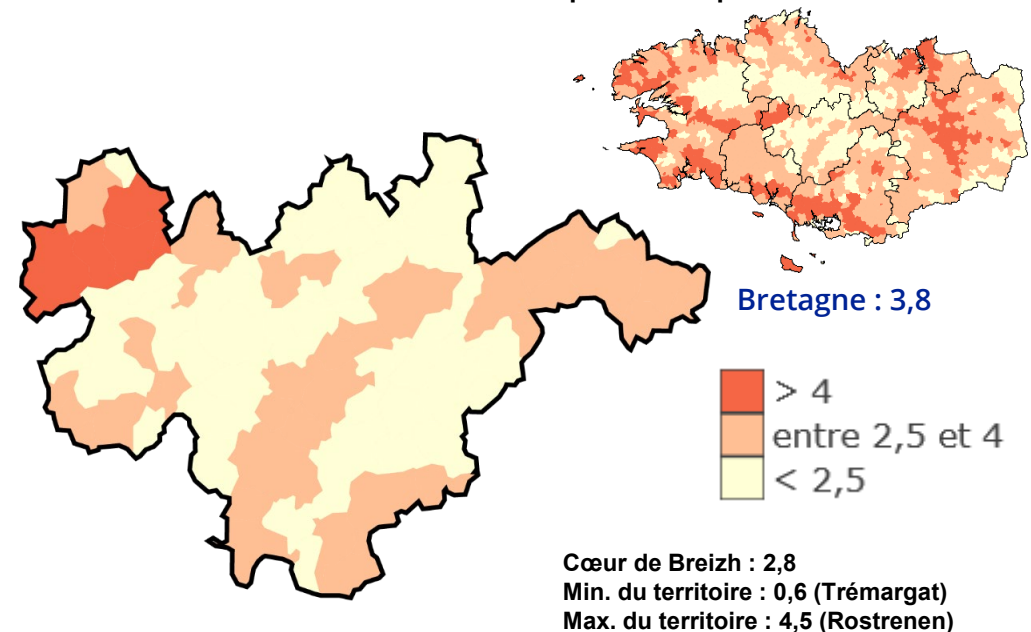 Bretagne : 3,8
> 4
entre 2,5 et 4
< 2,5
Cœur de Breizh : 2,8
Min. du territoire : 0,6 (Trémargat)
Max. du territoire : 4,5 (Rostrenen)